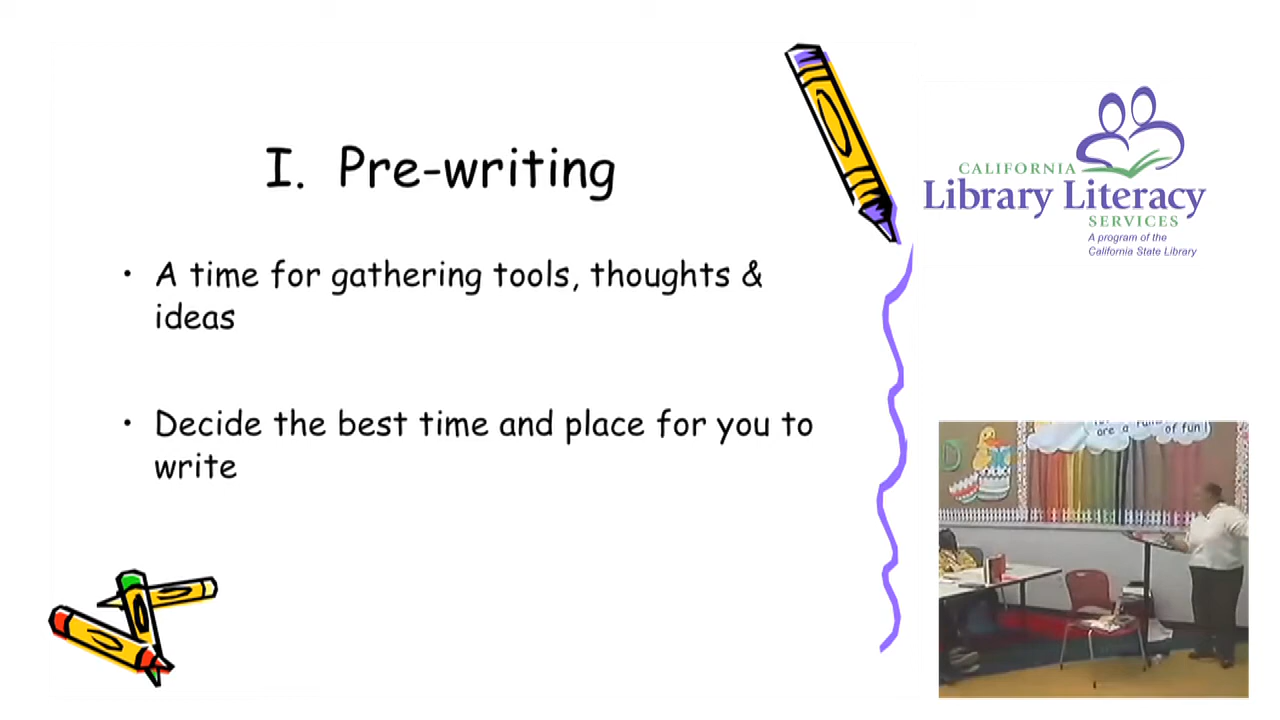 I. Pre-writing
• A time for gathering tools, thoughts &
ideas
• Decide the best time and place for you to
write
CALIFORNIA
Library Literacy
SERVICES
A program of the
California State Library
are a
of fun!
D